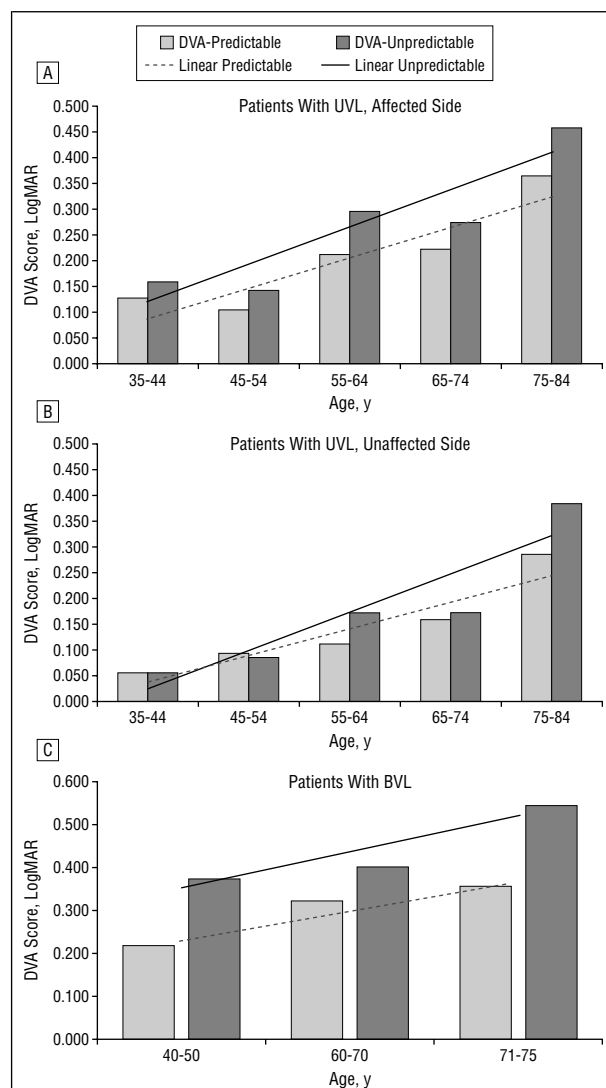 DVA-Predictable DVA-Unpredictable
Linear Predictable Linear Unpredictable
A
Patients With UVL, Affected Side
0.500
0.450
0.400
0.350
0.300
0.250
0.200
0.150
0.100
0.050
0.000
DVA Score, LogMAR
35-44 45-54 55-64 65-74 75-84
Age, y
B
Patients With UVL, Unaffected Side
0.500
0.450
0.400
0.350
0.300
0.250
0.200
0.150
0.100
0.050
0.000
DVA Score, LogMAR
35-44 45-54 55-64 65-74 75-84
Age, y
C
Patients With BVL
0.600
0.500
0.400
0.300
0.200
0.100
0.000
DVA Score, LogMAR
40-50 60-70 71-75
Age, y